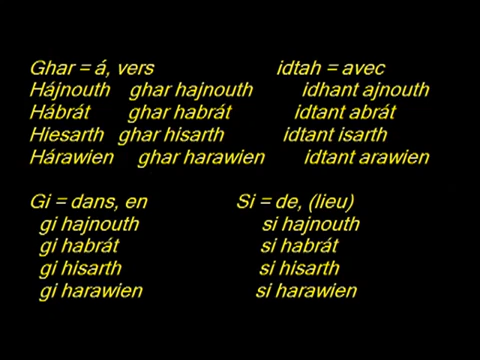 Ghar = á, vers idtah = avec
Hájnouth ghar hajnouth idhant ajnouth
Hábrát ghar habrát idtant abrát
Hiesarth ghar hisarth idtant isarth
Hárawien ghar harawien idtant arawien
Gi = dans, en Si = de, (lieu)
gi hajnouth si hajnouth
gi habrát si habrát
gi hisarth si hisarth
gi harawien si harawien